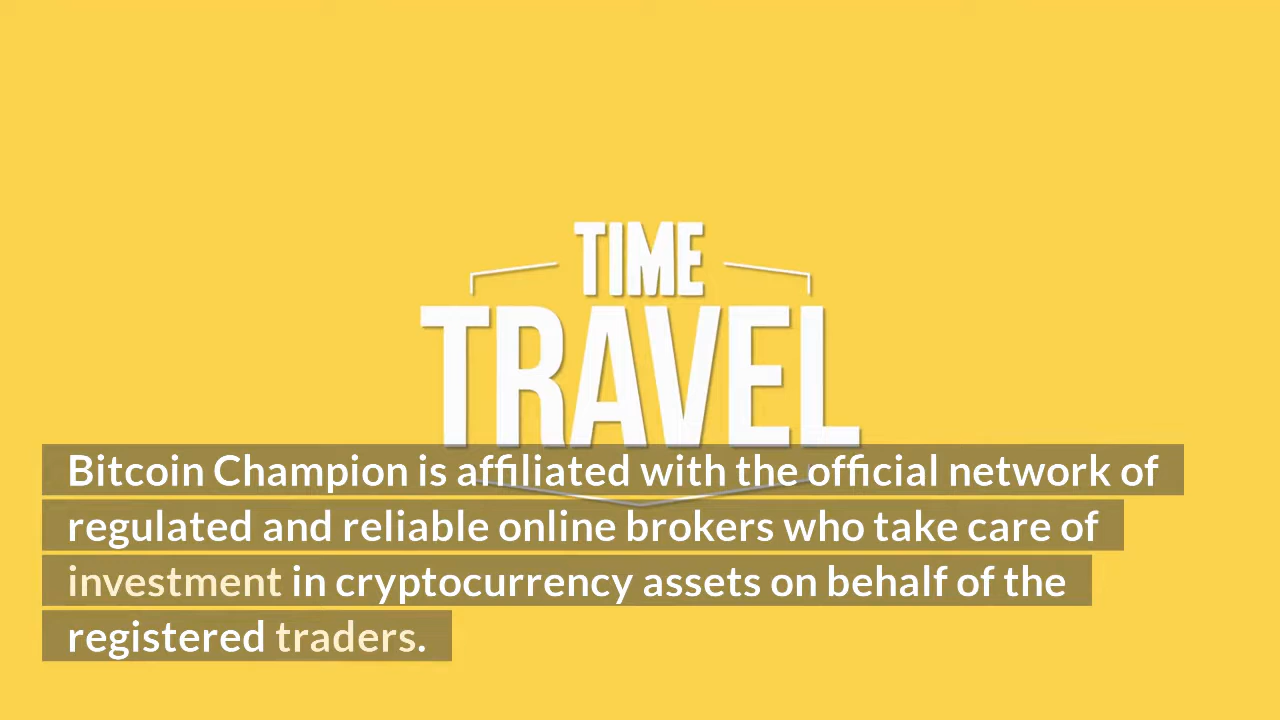 TIME
TRAVEL
Bitcoin Champion is affiliated with the official network of
regulated and reliable online brokers who take care of
investment in cryptocurrency assets on behalf of the
registered traders.